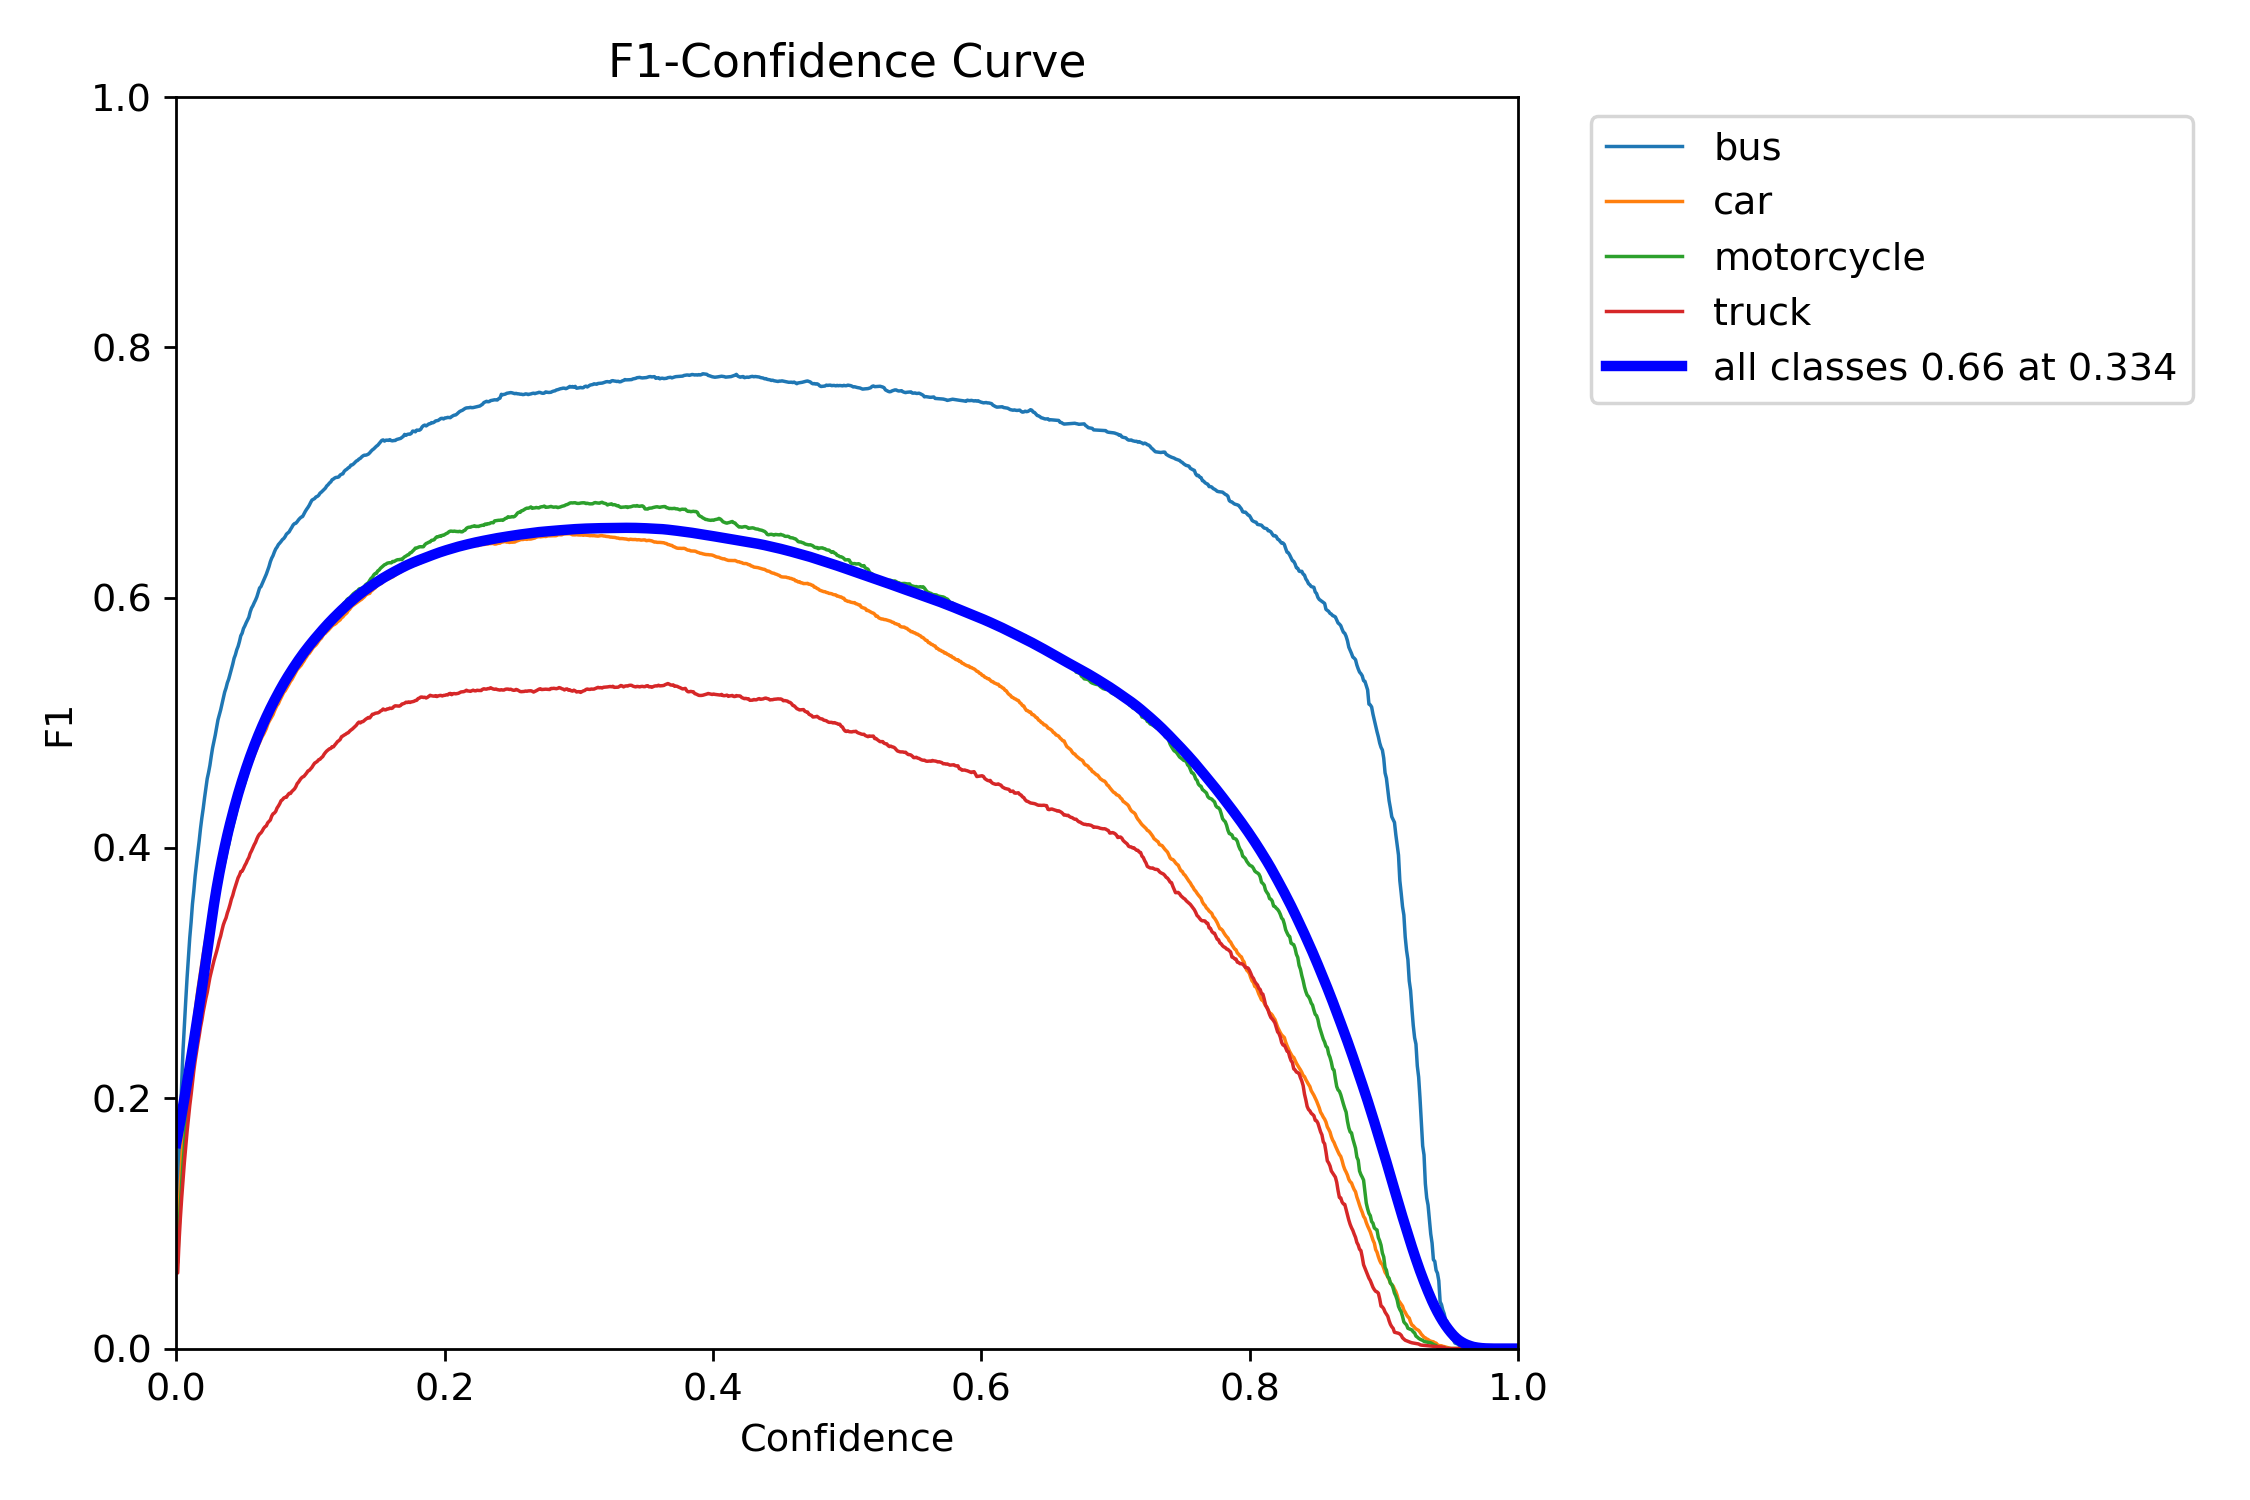 F1-Confidence Curve
1.0
0.8
0.6
0.4
0.2
0.0
F1
0.0 0.2 0.4 0.6 0.8 1.0
Confidence
bus
car
motorcycle
truck
all classes 0.66 at 0.334